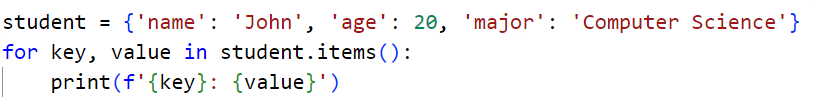 student = {'name': 'John', 'age': 20, 'major': 'Computer Science'}
for key, value in student.items():
    print(f'{key}: {value}')